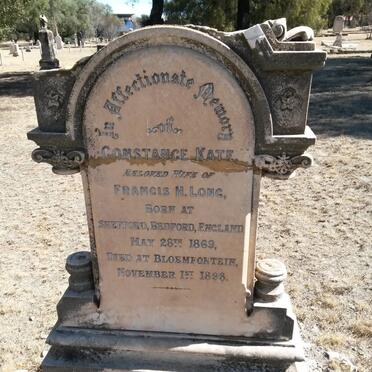 In Affectionate Memory
of
Constance Kate
Beloved Wife of
Francis H. Long,
Born at
Shefford, Bedford, England
May 28th 1869,
Died at Bloemfontein,
November 1st 1898.